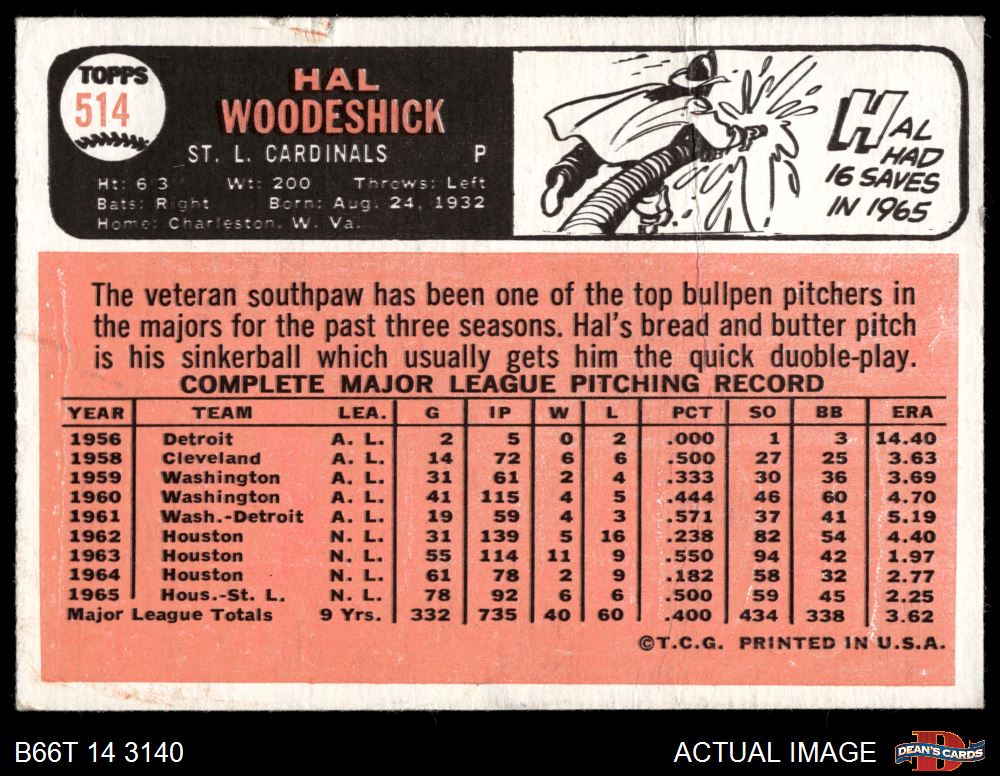 TOPPS
514
HAL
WOODESHICK
ST. L. CARDINALS P
Ht: 6 3 Wt: 200 Throws: Left
Bats: Right Born: Aug. 24, 1932
Home: Charleston, W. Va.
HAL
HAD
16 SAVES
IN 1965
The veteran southpaw has been one of the top bullpen pitchers in
the majors for the past three seasons. Hal's bread and butter pitch
is his sinkerball which usually gets him the quick duoble-play.
COMPLETE MAJOR LEAGUE PITCHING RECORD
YEAR TEAM LEA. G IP W L PCT SO BB ERA
1956 Detroit A. L. 2 5 0 2 .000 1 3 14.40
1958 Cleveland A. L. 14 72 6 6 .500 27 25 3.63
1959 Washington A. L. 31 61 2 4 .333 30 36 3.69
1960 Washington A. L. 41 115 4 5 .444 46 60 4.70
1961 Wash.-Detroit A. L. 19 59 4 3 .571 37 41 5.19
1962 Houston N. L. 31 139 5 16 .238 82 54 4.40
1963 Houston N. L. 55 114 11 9 .550 94 42 1.97
1964 Houston N. L. 61 78 2 9 .182 58 32 2.77
1965 Hous.-St. L. N. L. 78 92 6 6 .500 59 45 2.25
Major League Totals 9 Yrs. 332 735 40 60 .400 434 338 3.62
©T.C.G. PRINTED IN U.S.A.
B66T 14 3140 ACTUAL IMAGE DEAN'S CARDS